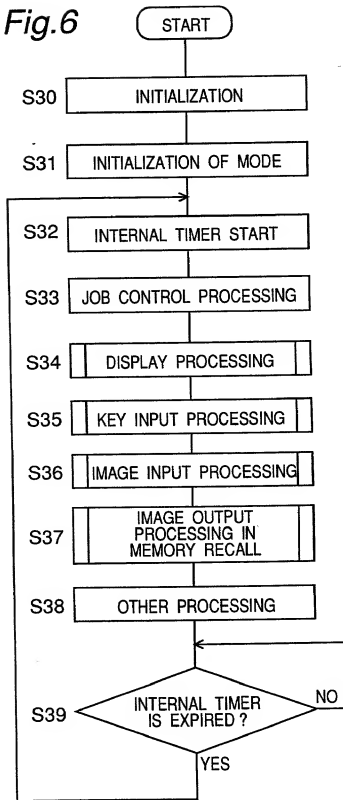 Fig.6
START
S30
INITIALIZATION
S31
INITIALIZATION OF MODE
S32
INTERNAL TIMER START
S33
JOB CONTROL PROCESSING
S34
DISPLAY PROCESSING
S35
KEY INPUT PROCESSING
S36
IMAGE INPUT PROCESSING
S37
IMAGE OUTPUT
PROCESSING IN
MEMORY RECALL
S38
OTHER PROCESSING
S39
INTERNAL TIMER
IS EXPIRED ?
NO
YES